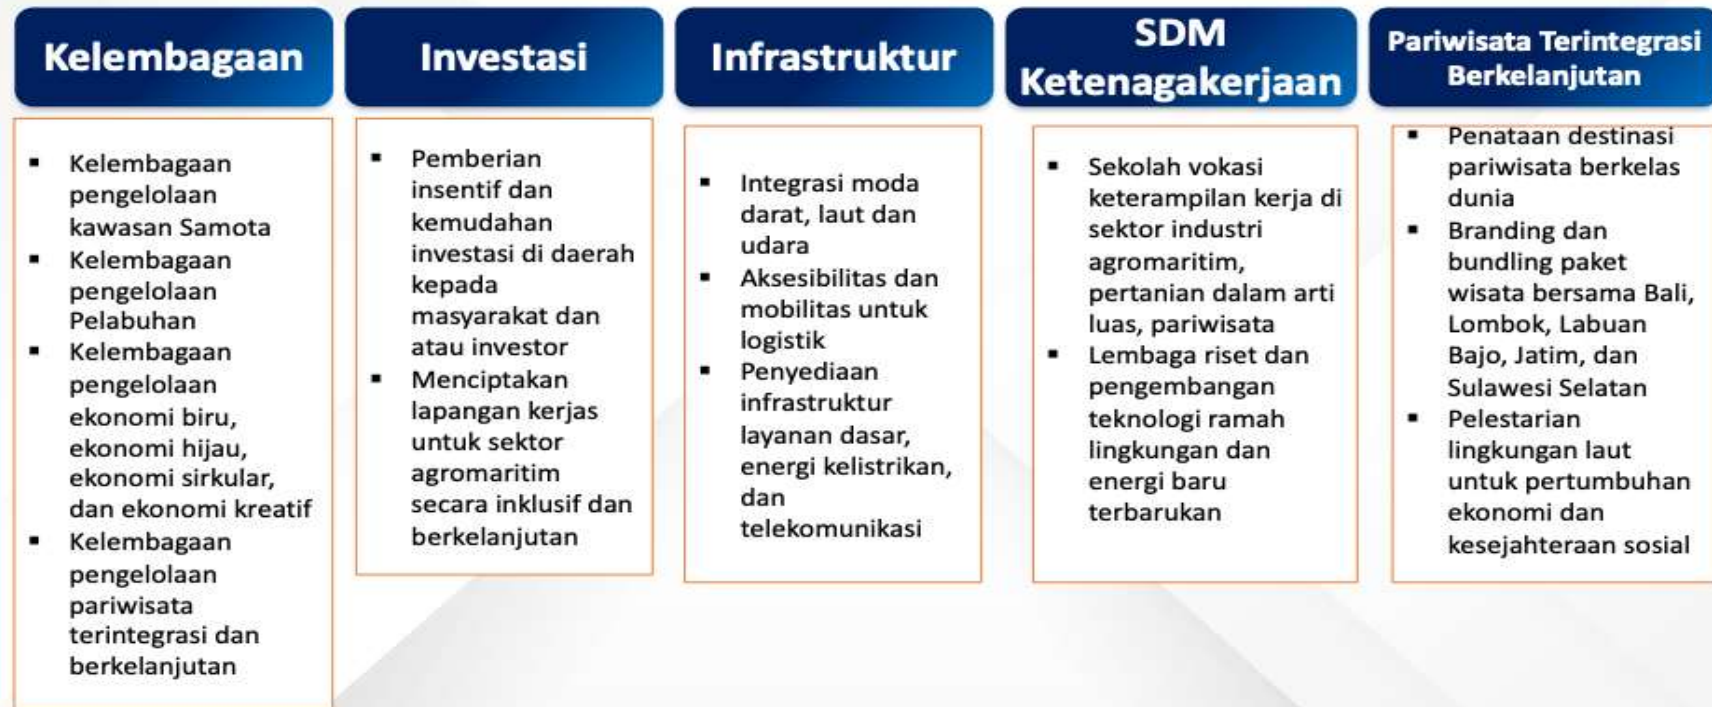 Kelembagaan
Kelembagaan
pengelolaan
kawasan Samota
Kelembagaan
pengelolaan
Pelabuhan
Kelembagaan
pengelolaan
ekonomi biru,
ekonomi hijau,
ekonomi sirkular,
dan ekonomi kreatif
Kelembagaan
pengelolaan
pariwisata
terintegrasi dan
berkelanjutan
Investasi
Pemberian
insentif dan
kemudahan
investasi di daerah
kepada
masyarakat dan
atau investor
Menciptakan
lapangan kerjas
untuk sektor
agromaritim
secara inklusif dan
berkelanjutan
Infrastruktur
Integrasi moda
darat, laut dan
udara
Aksesibilitas dan
mobilitas untuk
logistik
Penyediaan
infrastruktur
layanan dasar,
energi kelistrikan,
dan
telekomunikasi
SDM
Ketenagakerjaan
Sekolah vokasi
keterampilan kerja di
sektor industri
agromaritim,
pertanian dalam arti
luas, pariwisata
Lembaga riset dan
pengembangan
teknologi ramah
lingkungan dan
energi baru
terbarukan
Pariwisata Terintegrasi
Berkelanjutan
Penataan destinasi
pariwisata berkelas
dunia
Branding dan
bundling paket
wisata bersama Bali,
Lombok, Labuan
Bajo, Jatim, dan
Sulawesi Selatan
Pelestarian
lingkungan laut
untuk pertumbuhan
ekonomi dan
kesejahteraan sosial